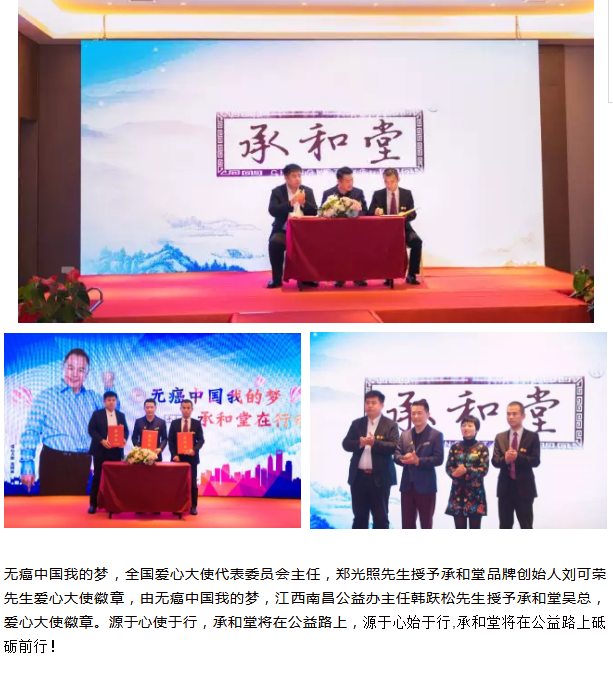 承和堂
无癌中国我的梦
承和堂在行
承和堂
无癌中国我的梦，全国爱心大使代表委员会主任，郑光照先生授予承和堂品牌创始人刘可荣
先生爱心大使徽章，由无癌中国我的梦，江西南昌公益办主任韩跃松先生授予承和堂吴总，
爱心大使徽章。源于心使于行，承和堂将在公益路上，源于心始于行,承和堂将在公益路上砥
砺前行！